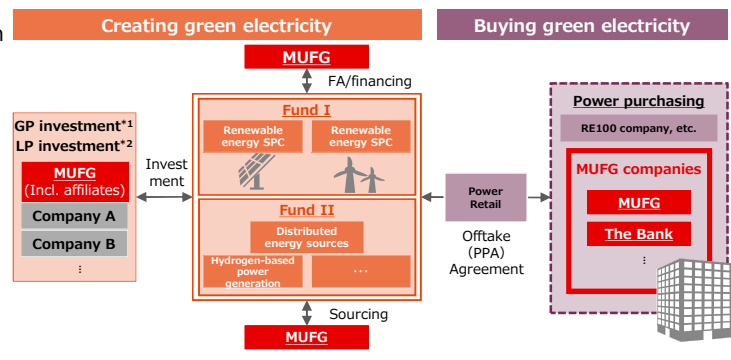 Creating green electricity
Buying green electricity
n
MUFG
FA/financing
GP investment*1
LP investment*2
MUFG
(Incl. affiliates)
Company A
Company B
⋮
Invest
ment
Fund I
Renewable
energy SPC
Renewable
energy SPC
Fund II
Distributed
energy sources
Hydrogen-based
power
generation
...
Sourcing
MUFG
Power
Retail
Offtake
(PPA)
Agreement
Power purchasing
RE100 company, etc.
MUFG companies
MUFG
The Bank
⋮